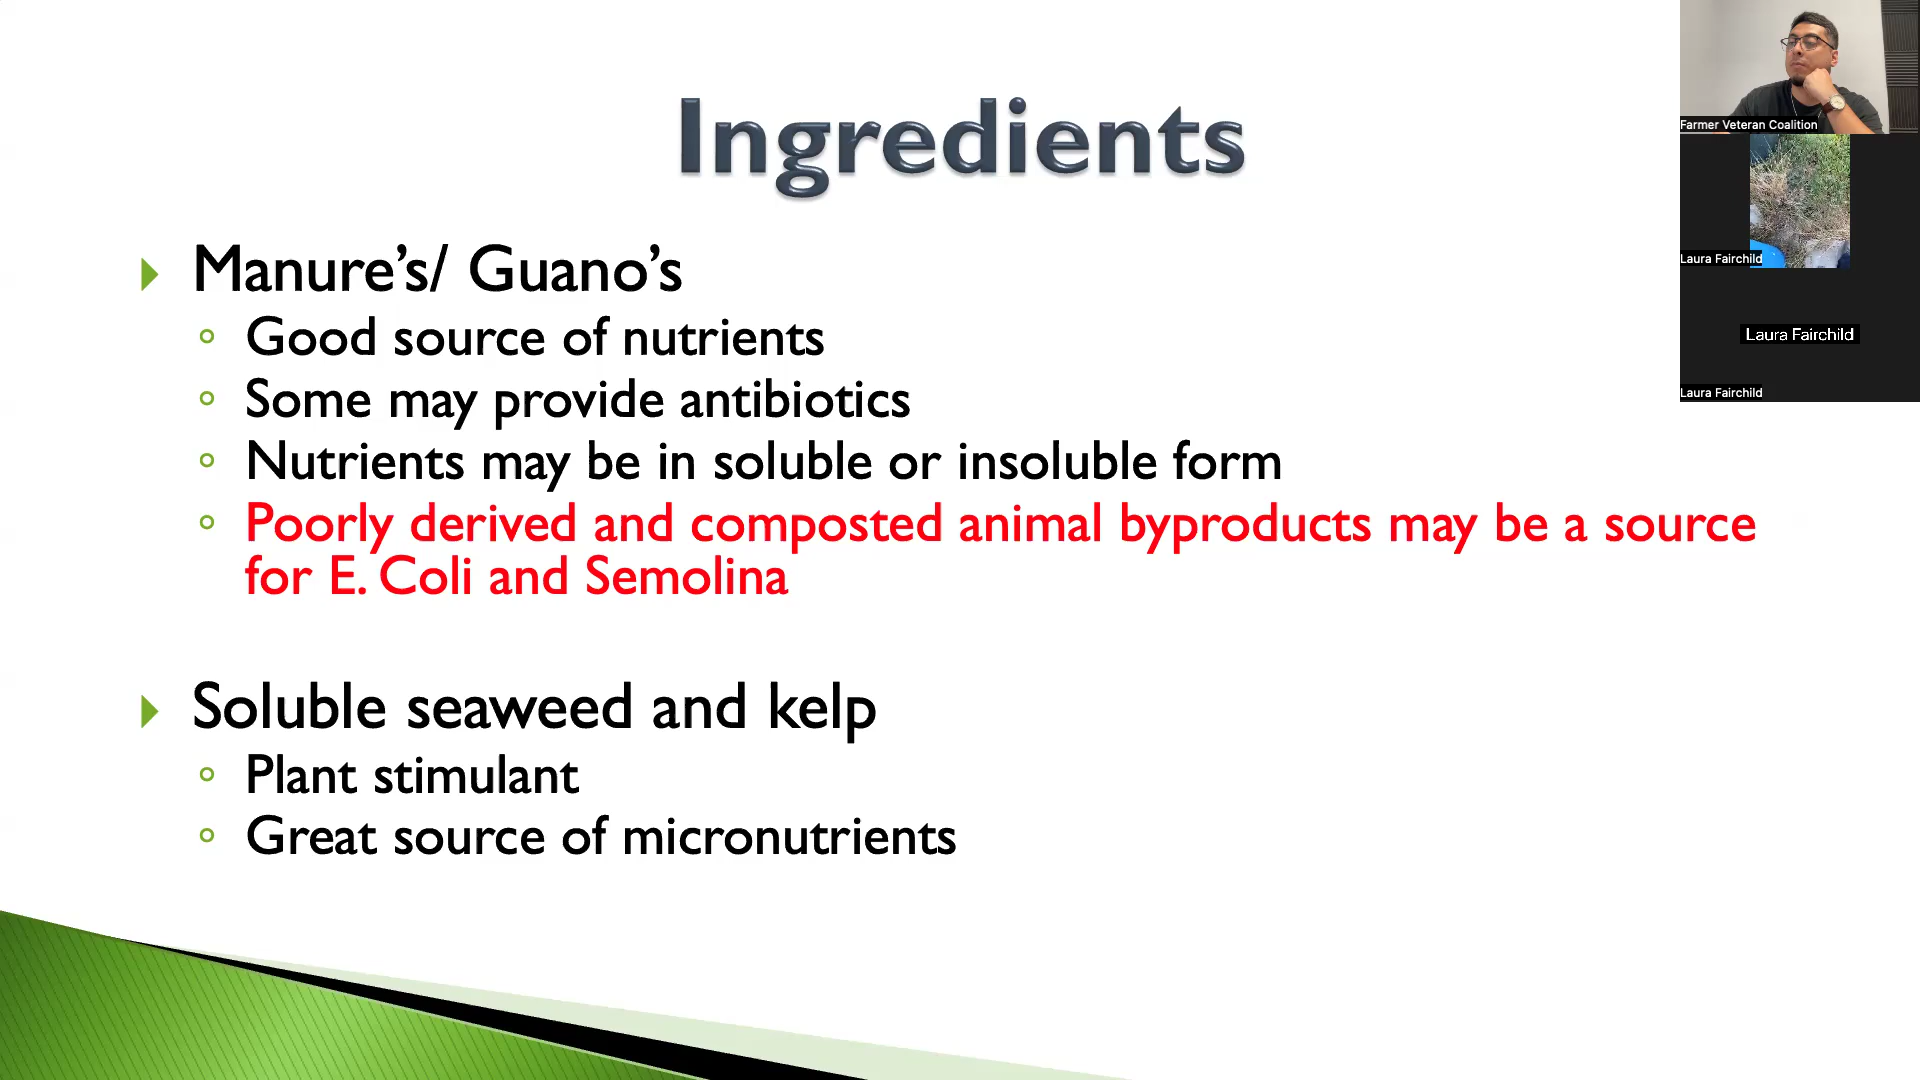 Ingredients
Manure’s/ Guano’s
Good source of nutrients
Some may provide antibiotics
Nutrients may be in soluble or insoluble form
Poorly derived and composted animal byproducts may be a source
for E. Coli and Semolina
Soluble seaweed and kelp
Plant stimulant
Great source of micronutrients
Farmer Veteran Coalition
Laura Fairchild
Laura Fairchild
Laura Fairchild